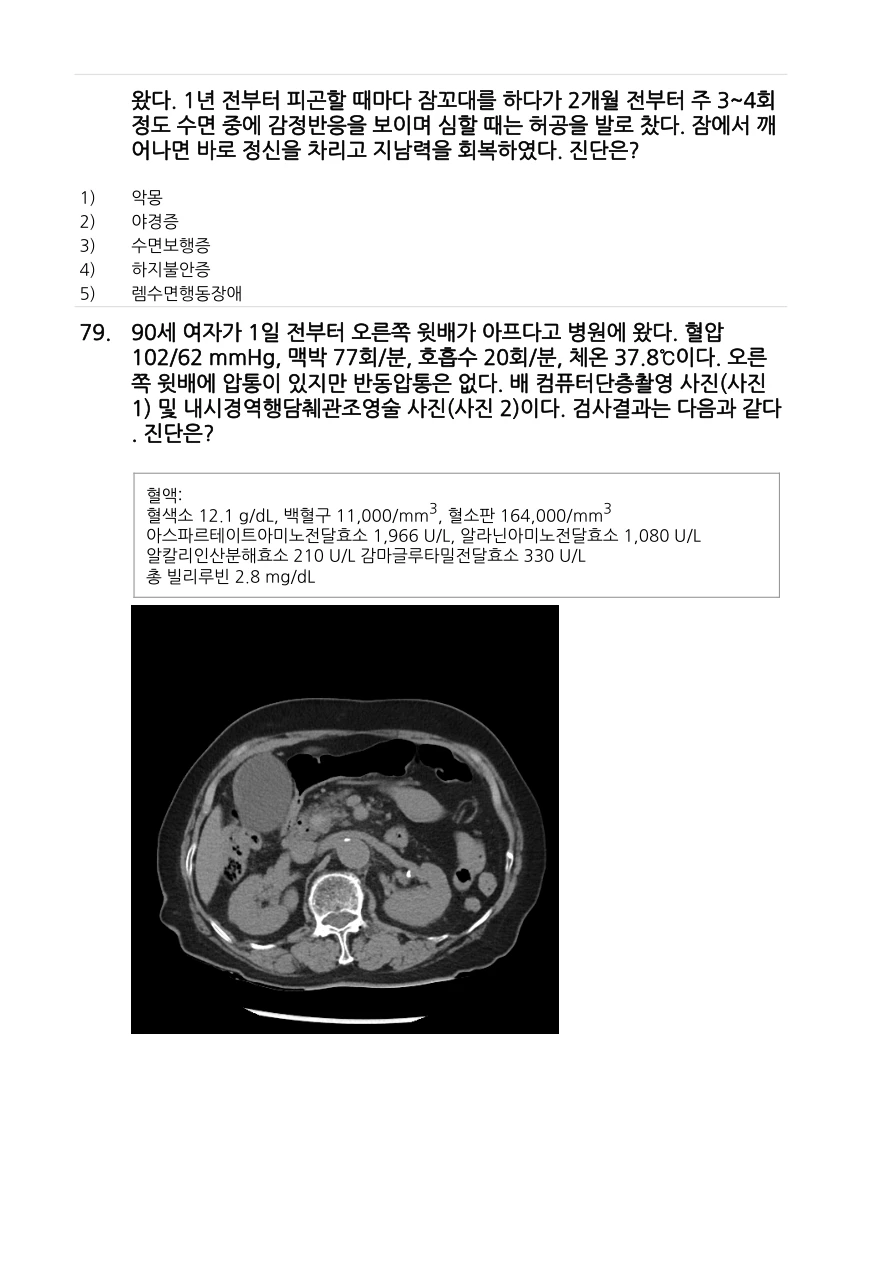 왔다. 1년 전부터 피곤할 때마다 잠꼬대를 하다가 2개월 전부터 주 3~4회
정도 수면 중에 감정반응을 보이며 심할 때는 허공을 발로 찼다. 잠에서 깨
어나면 바로 정신을 차리고 지남력을 회복하였다. 진단은?
1) 악몽
2) 야경증
3) 수면보행증
4) 하지불안증
5) 렘수면행동장애
79. 90세 여자가 1일 전부터 오른쪽 윗배가 아프다고 병원에 왔다. 혈압
102/62 mmHg, 맥박 77회/분, 호흡수 20회/분, 체온 37.8℃이다. 오른
쪽 윗배에 압통이 있지만 반동압통은 없다. 배 컴퓨터단층촬영 사진(사진
1) 및 내시경역행담췌관조영술 사진(사진 2)이다. 검사결과는 다음과 같다
. 진단은?
혈액:
혈색소 12.1 g/dL, 백혈구 11,000/mm³, 혈소판 164,000/mm³
아스파르테이트아미노전달효소 1,966 U/L, 알라닌아미노전달효소 1,080 U/L
알칼리인산분해효소 210 U/L 감마글루타밀전달효소 330 U/L
총 빌리루빈 2.8 mg/dL